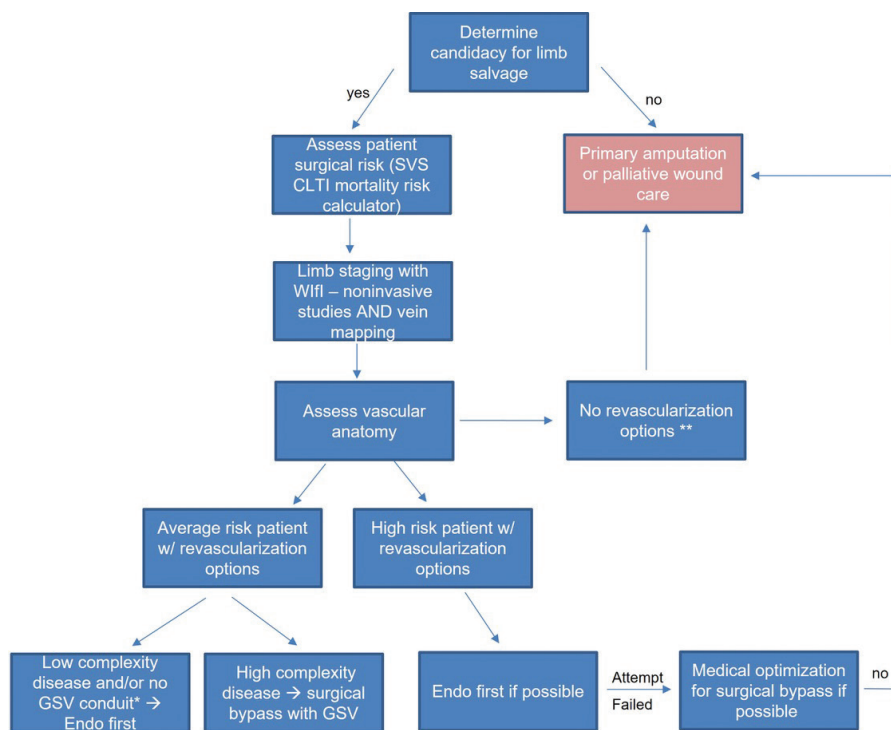 Determine
candidacy for limb
salvage
yes
no
Assess patient
surgical risk (SVS
CLTI mortality risk
calculator)
Primary amputation
or palliative wound
care
Limb staging with
WIfI – noninvasive
studies AND vein
mapping
Assess vascular
anatomy
No revascularization
options **
Average risk patient
w/ revascularization
options
High risk patient w/
revascularization
options
Low complexity
disease and/or no
GSV conduit* → 
Endo first
High complexity
disease → surgical
bypass with GSV
Endo first if possible
Attempt
Failed
Medical optimization
for surgical bypass if
possible
no